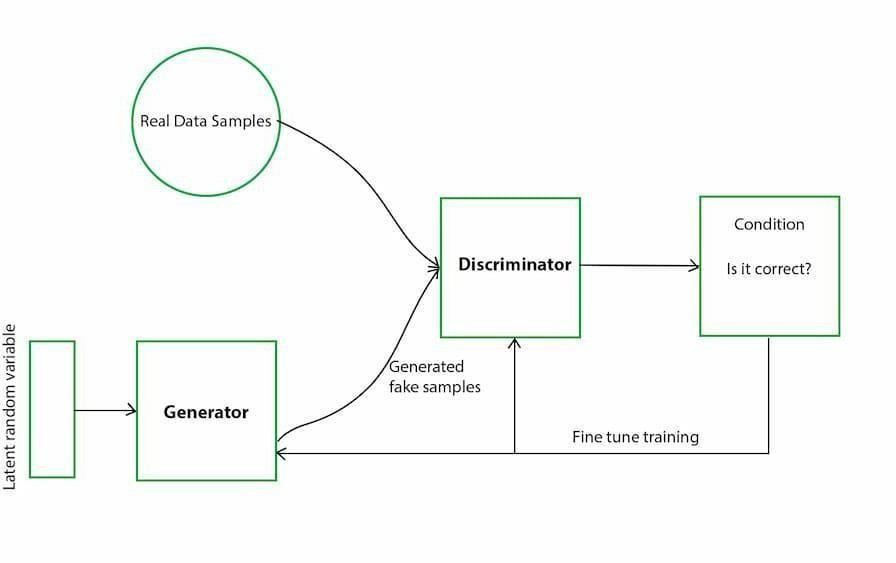 Real Data Samples
Discriminator
Condition
Is it correct?
Latent random variable
Generator
Generated
fake samples
Fine tune training